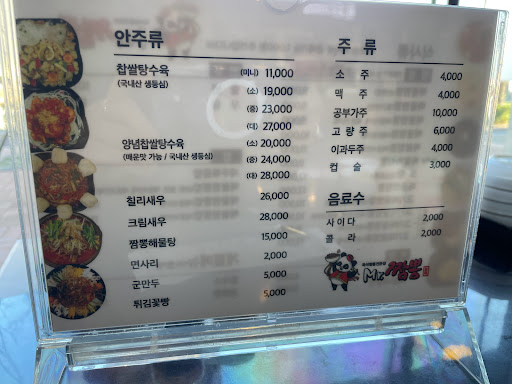 안주류
찹쌀탕수육 (미니) 11,000
(국내산 생등심) (소) 19,000
(중) 23,000
(대) 27,000
양념찹쌀탕수육 (소) 20,000
(매운맛 가능 / 국내산 생등심) (중) 24,000
(대) 28,000
칠리새우 26,000
크림새우 28,000
짬뽕해물탕 15,000
면사리 2,000
군만두 5,000
튀김꽃빵 5,000
주류
소주 4,000
맥주 4,000
공부가주 10,000
고량주 6,000
이과두주 4,000
컵술 3,000
음료수
사이다 2,000
콜라 2,000
Mr짬뽕